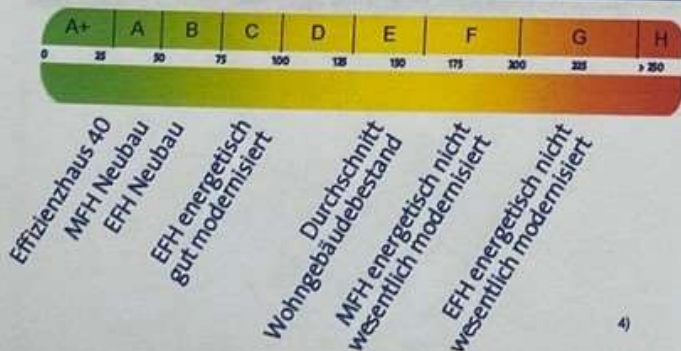 A+ A B C D E F G H
0 25 50 75 100 125 150 175 200 225 > 250
Effizienzhaus 40
MFH Neubau
EFH Neubau
EFH energetisch
gut modernisiert
Durchschnitt
Wohngebäudebestand
MFH energetisch nicht
wesentlich modernisiert
EFH energetisch nicht
wesentlich modernisiert
4)